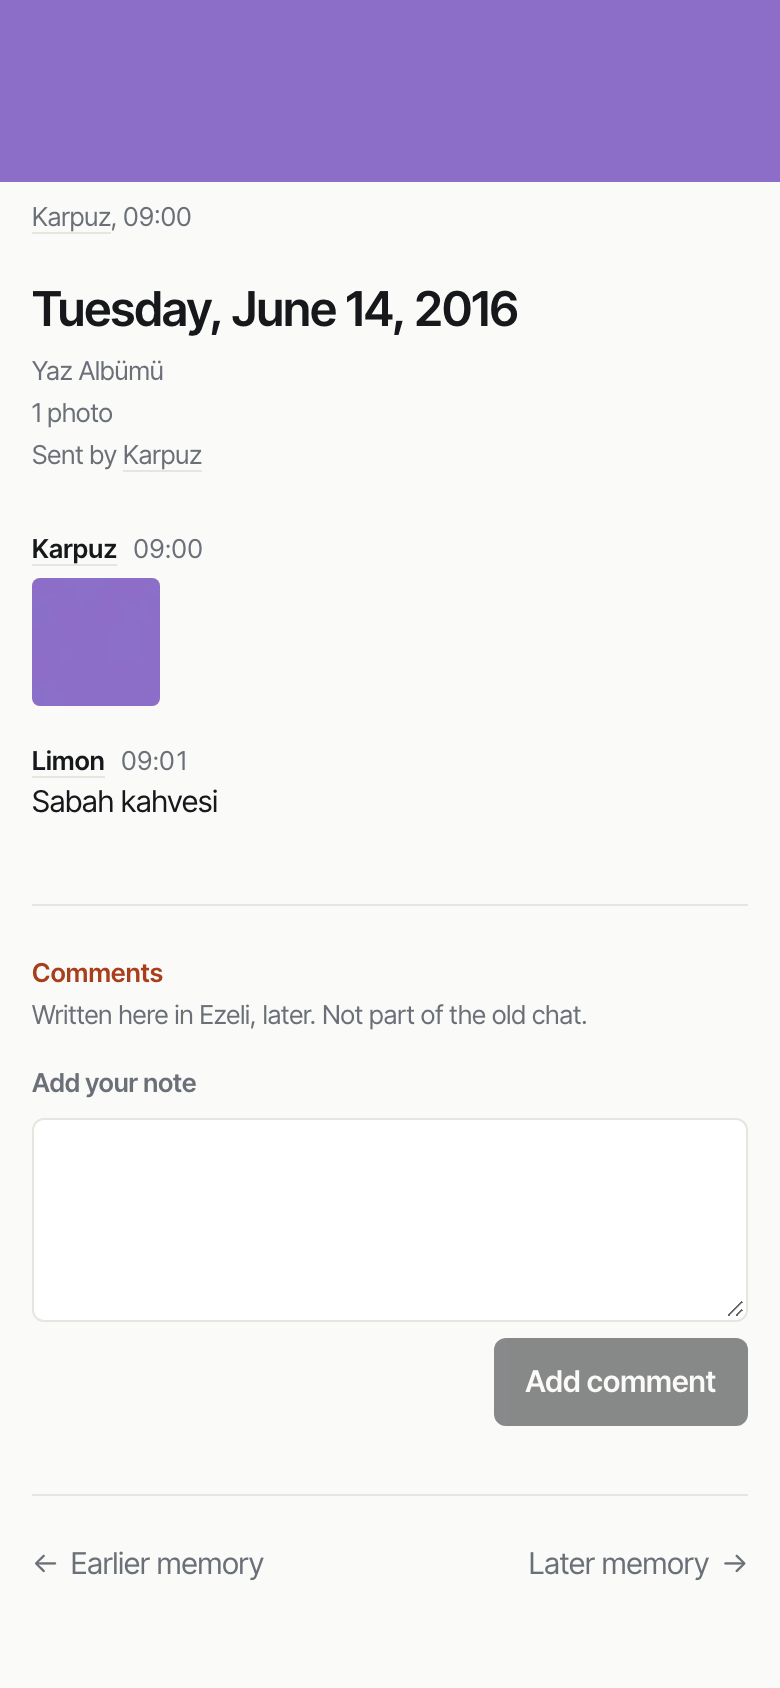 Karpuz, 09:00
Tuesday, June 14, 2016
Yaz Albümü
1 photo
Sent by Karpuz
Karpuz 09:00
Limon 09:01
Sabah kahvesi
Comments
Written here in Ezeli, later. Not part of the old chat.
Add your note
Add comment
← Earlier memory
Later memory →